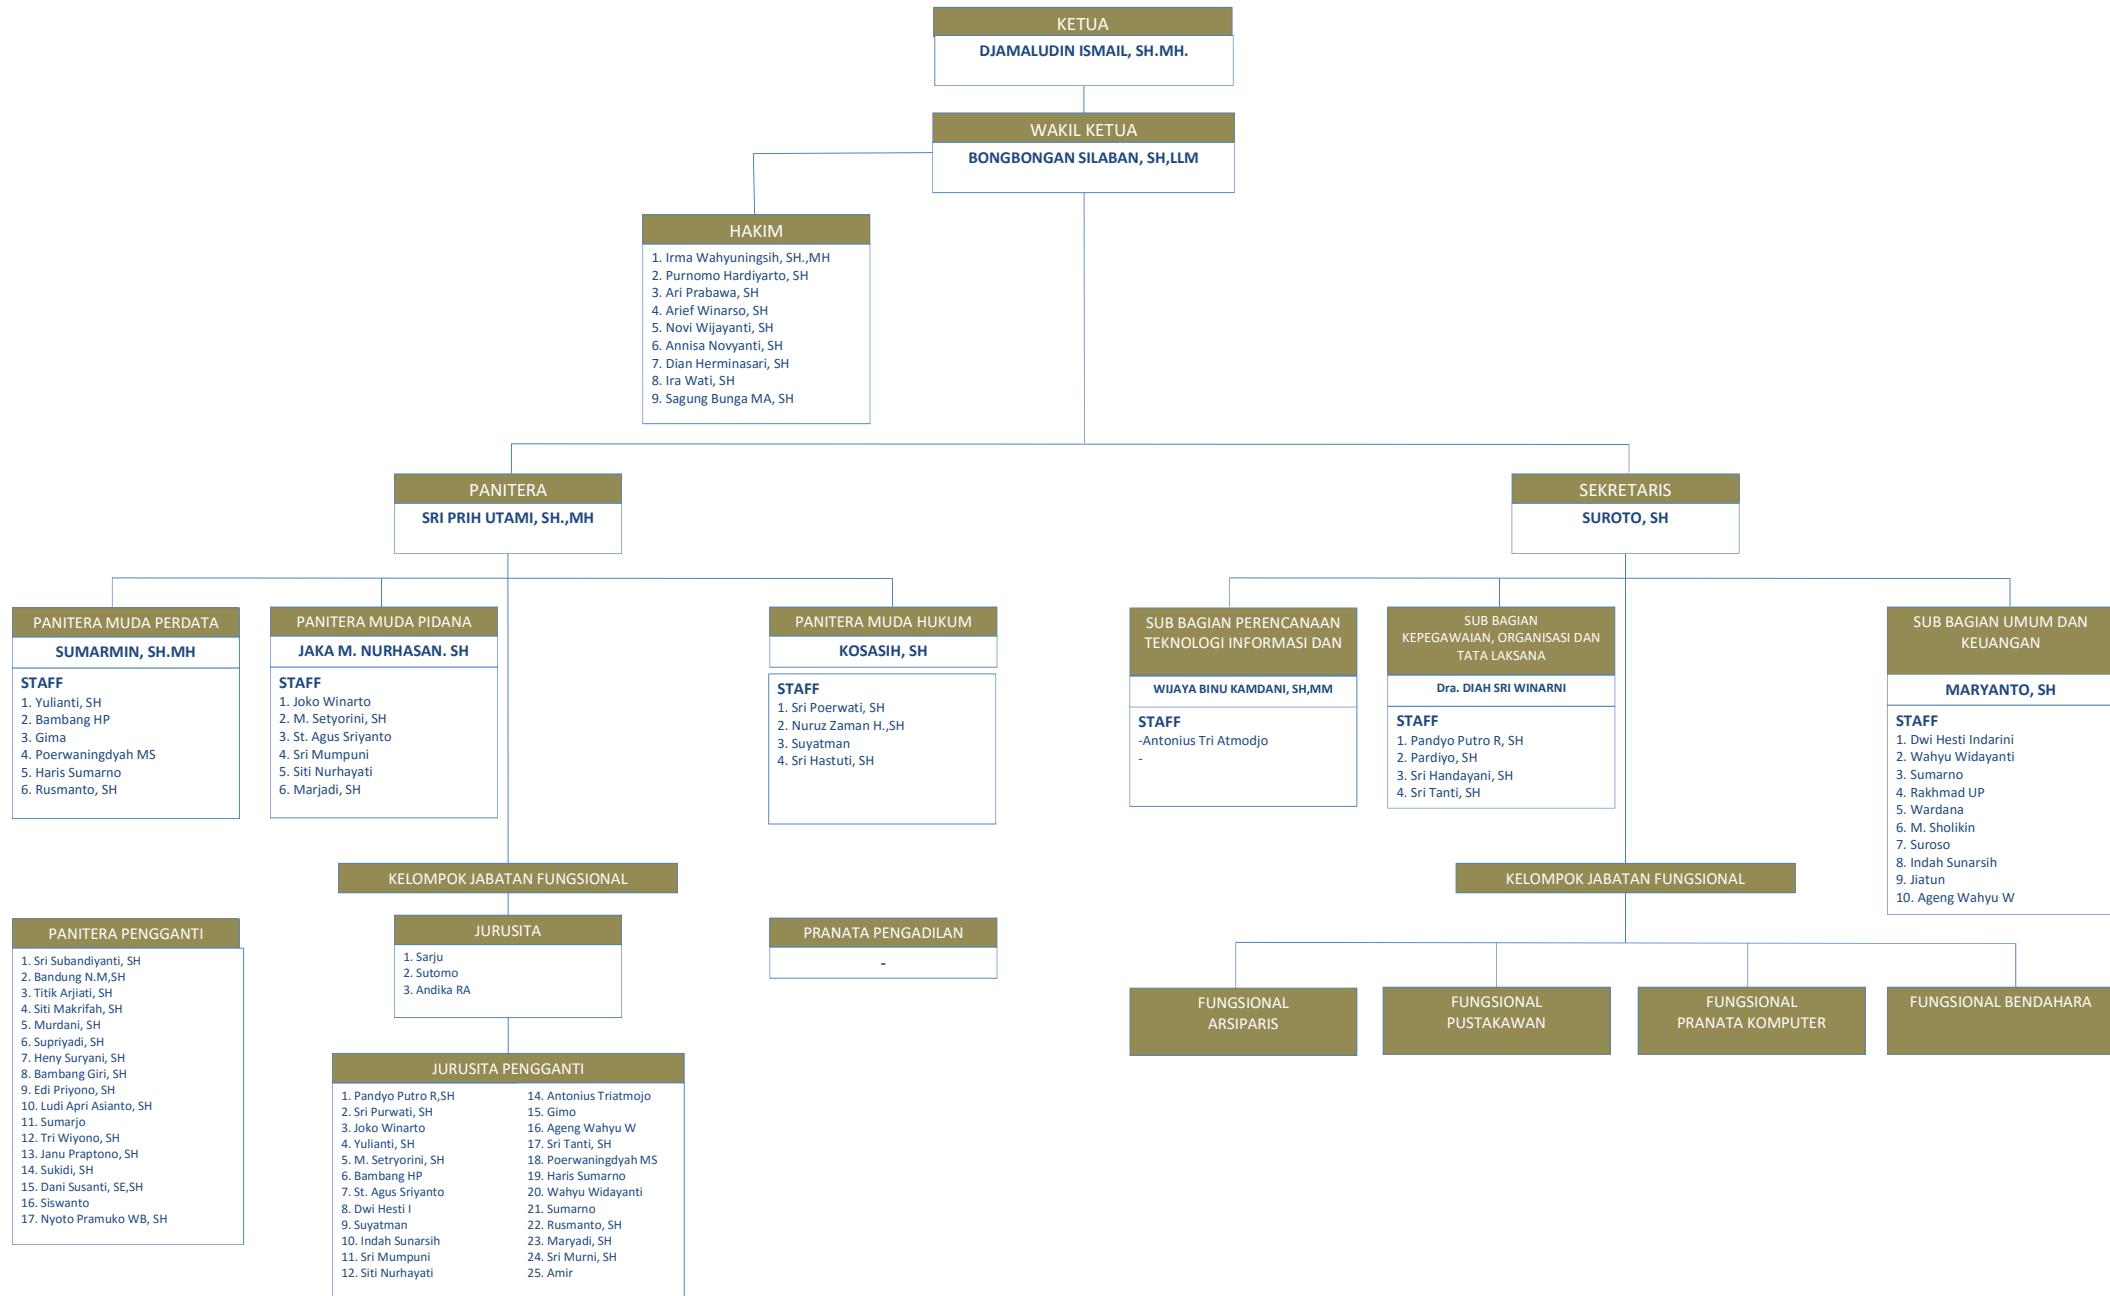 KETUA
DJAMALUDIN ISMAIL, SH.MH.
WAKIL KETUA
BONGBONGAN SILABAN, SH,LLM
HAKIM
1. Irma Wahyuningsih, SH.,MH
2. Purnomo Hardiyarto, SH
3. Ari Prabawa, SH
4. Arief Winarso, SH
5. Novi Wijayanti, SH
6. Annisa Novyanti, SH
7. Dian Herminasari, SH
8. Ira Wati, SH
9. Sagung Bunga MA, SH
PANITERA
SRI PRIH UTAMI, SH.,MH
SEKRETARIS
SUROTO, SH
PANITERA MUDA PERDATA
SUMARMIN, SH.MH
STAFF
1. Yulianti, SH
2. Bambang HP
3. Gima
4. Poerwaningdyah MS
5. Haris Sumarno
6. Rusmanto, SH
PANITERA MUDA PIDANA
JAKA M. NURHASAN. SH
STAFF
1. Joko Winarto
2. M. Setyorini, SH
3. St. Agus Sriyanto
4. Sri Mumpuni
5. Siti Nurhayati
6. Marjadi, SH
PANITERA MUDA HUKUM
KOSASIH, SH
STAFF
1. Sri Poerwati, SH
2. Nuruz Zaman H.,SH
3. Suyatman
4. Sri Hastuti, SH
SUB BAGIAN PERENCANAAN
TEKNOLOGI INFORMASI DAN
WIJAYA BINU KAMDANI, SH,MM
STAFF
-Antonius Tri Atmodjo
-
SUB BAGIAN
KEPEGAWAIAN, ORGANISASI DAN
TATA LAKSANA
Dra. DIAH SRI WINARNI
STAFF
1. Pandyo Putro R, SH
2. Pardiyo, SH
3. Sri Handayani, SH
4. Sri Tanti, SH
SUB BAGIAN UMUM DAN
KEUANGAN
MARYANTO, SH
STAFF
1. Dwi Hesti Indarini
2. Wahyu Widayanti
3. Sumarno
4. Rakhmad UP
5. Wardana
6. M. Sholikin
7. Suroso
8. Indah Sunarsih
9. Jiatun
10. Ageng Wahyu W
KELOMPOK JABATAN FUNGSIONAL
KELOMPOK JABATAN FUNGSIONAL
PANITERA PENGGANTI
1. Sri Subandiyanti, SH
2. Bandung N.M,SH
3. Titik Arjiati, SH
4. Siti Makrifah, SH
5. Murdani, SH
6. Supriyadi, SH
7. Heny Suryani, SH
8. Bambang Giri, SH
9. Edi Priyono, SH
10. Ludi Apri Asianto, SH
11. Sumarjo
12. Tri Wiyono, SH
13. Janu Praptono, SH
14. Sukidi, SH
15. Dani Susanti, SE,SH
16. Siswanto
17. Nyoto Pramuko WB, SH
JURUSITA
1. Sarju
2. Sutomo
3. Andika RA
PRANATA PENGADILAN
-
JURUSITA PENGGANTI
1. Pandyo Putro R,SH
2. Sri Purwati, SH
3. Joko Winarto
4. Yulianti, SH
5. M. Setryorini, SH
6. Bambang HP
7. St. Agus Sriyanto
8. Dwi Hesti I
9. Suyatman
10. Indah Sunarsih
11. Sri Mumpuni
12. Siti Nurhayati
14. Antonius Triatmojo
15. Gimo
16. Ageng Wahyu W
17. Sri Tanti, SH
18. Poerwaningdyah MS
19. Haris Sumarno
20. Wahyu Widayanti
21. Sumarno
22. Rusmanto, SH
23. Maryadi, SH
24. Sri Murni, SH
25. Amir
FUNGSIONAL
ARSIPARIS
FUNGSIONAL
PUSTAKAWAN
FUNGSIONAL
PRANATA KOMPUTER
FUNGSIONAL BENDAHARA